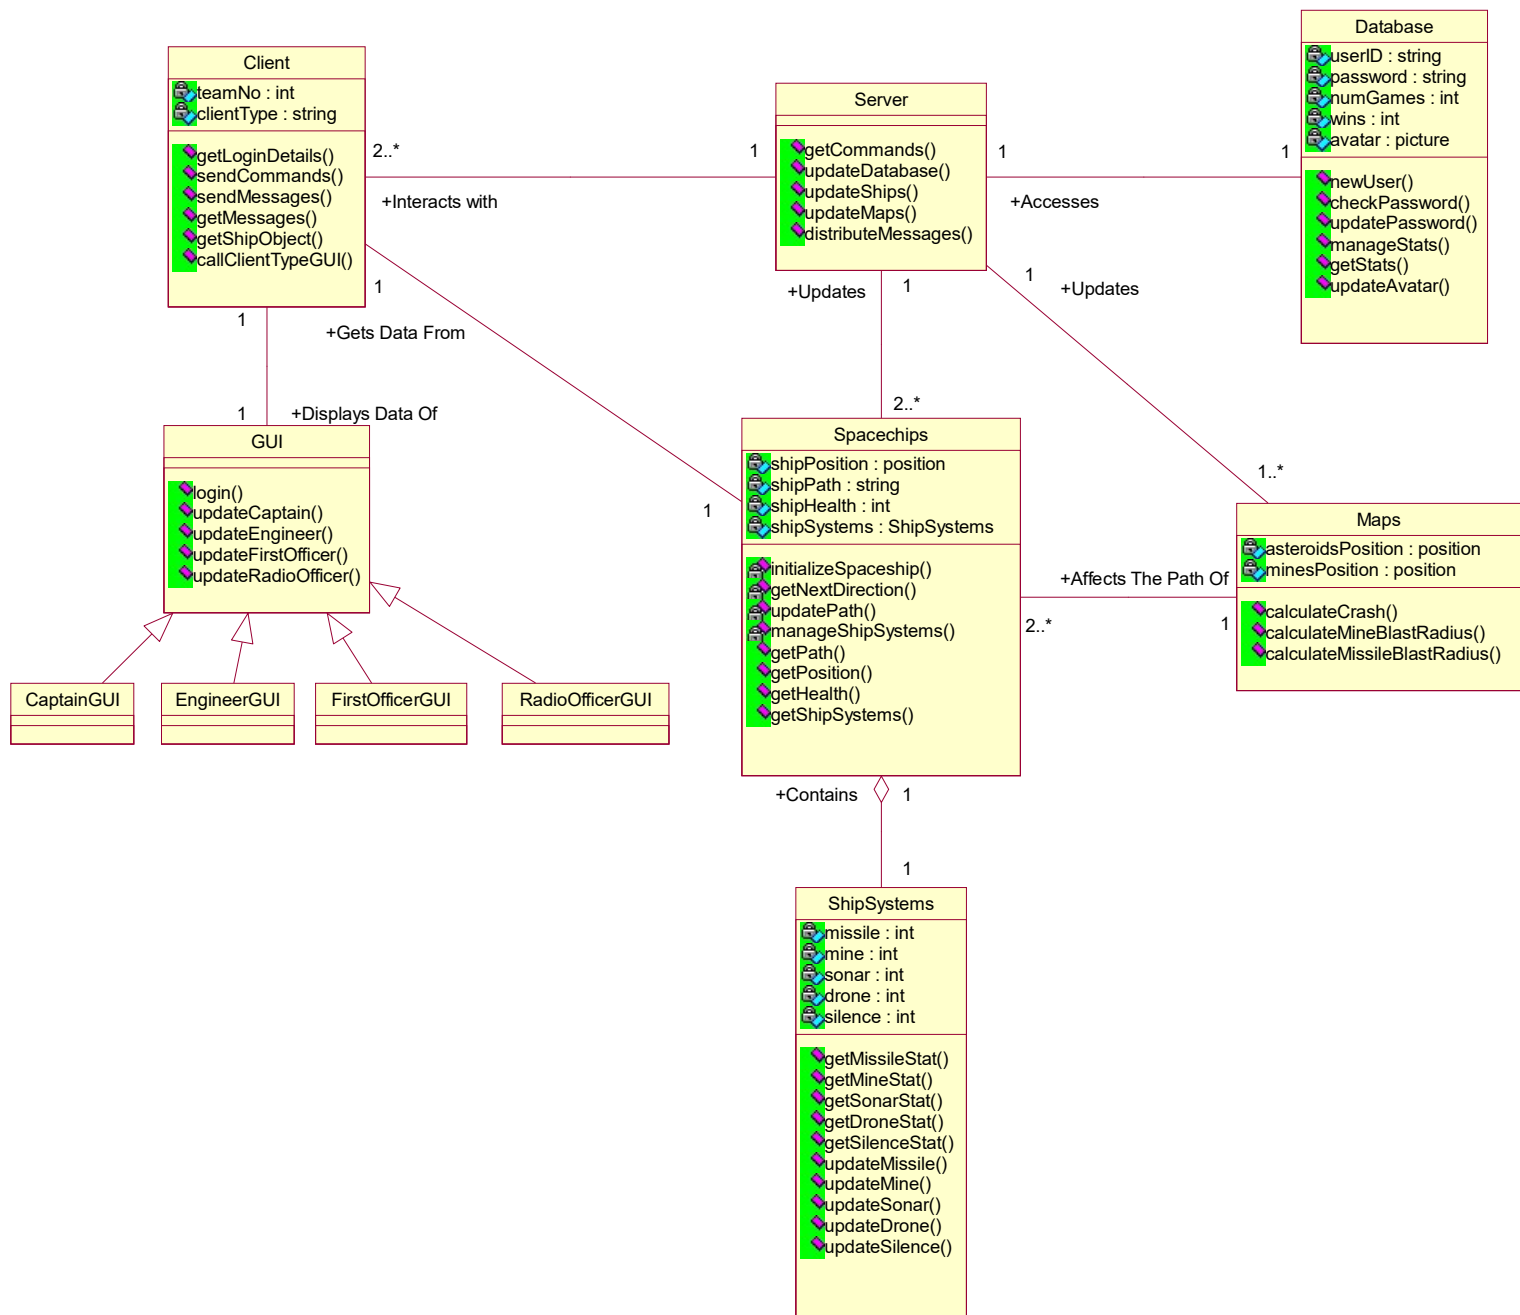 Client
teamNo : int
clientType : string
getLoginDetails()
sendCommands()
sendMessages()
getMessages()
getShipObject()
callClientTypeGUI()
2..*
1
+Interacts with
Server
getCommands()
updateDatabase()
updateShips()
updateMaps()
distributeMessages()
1
1
+Accesses
Database
userID : string
password : string
numGames : int
wins : int
avatar : picture
newUser()
checkPassword()
updatePassword()
manageStats()
getStats()
updateAvatar()
1
+Gets Data From
1
1
1
+Displays Data Of
+Updates
1
2..*
1
+Updates
1..*
GUI
login()
updateCaptain()
updateEngineer()
updateFirstOfficer()
updateRadioOfficer()
CaptainGUI
EngineerGUI
FirstOfficerGUI
RadioOfficerGUI
Spacechips
shipPosition : position
shipPath : string
shipHealth : int
shipSystems : ShipSystems
initializeSpaceship()
getNextDirection()
updatePath()
manageShipSystems()
getPath()
getPosition()
getHealth()
getShipSystems()
+Affects The Path Of
2..*
1
Maps
asteroidsPosition : position
minesPosition : position
calculateCrash()
calculateMineBlastRadius()
calculateMissileBlastRadius()
+Contains
1
1
ShipSystems
missile : int
mine : int
sonar : int
drone : int
silence : int
getMissileStat()
getMineStat()
getSonarStat()
getDroneStat()
getSilenceStat()
updateMissile()
updateMine()
updateSonar()
updateDrone()
updateSilence()